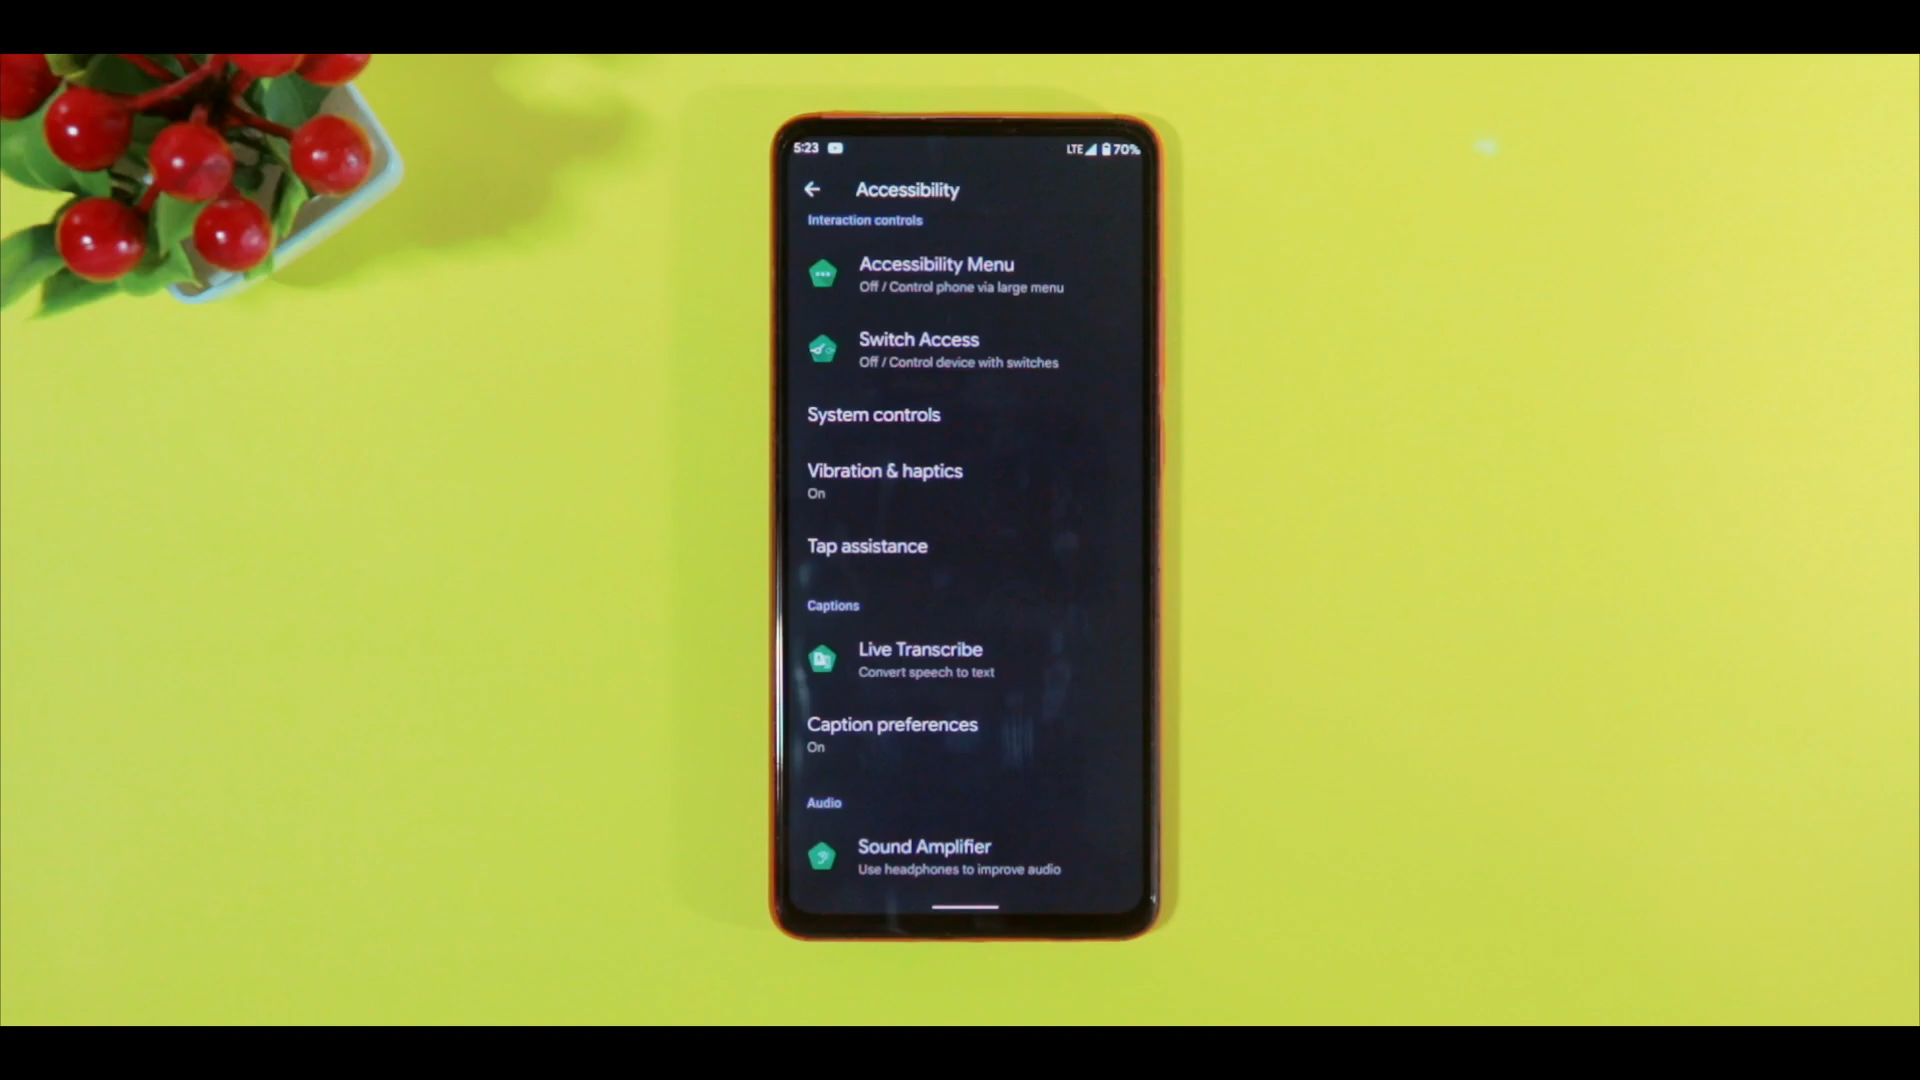 5:23 LTE 70%
Accessibility
Interaction controls
Accessibility Menu
Off / Control phone via large menu
Switch Access
Off / Control device with switches
System controls
Vibration & haptics
On
Tap assistance
Captions
Live Transcribe
Convert speech to text
Caption preferences
On
Audio
Sound Amplifier
Use headphones to improve audio